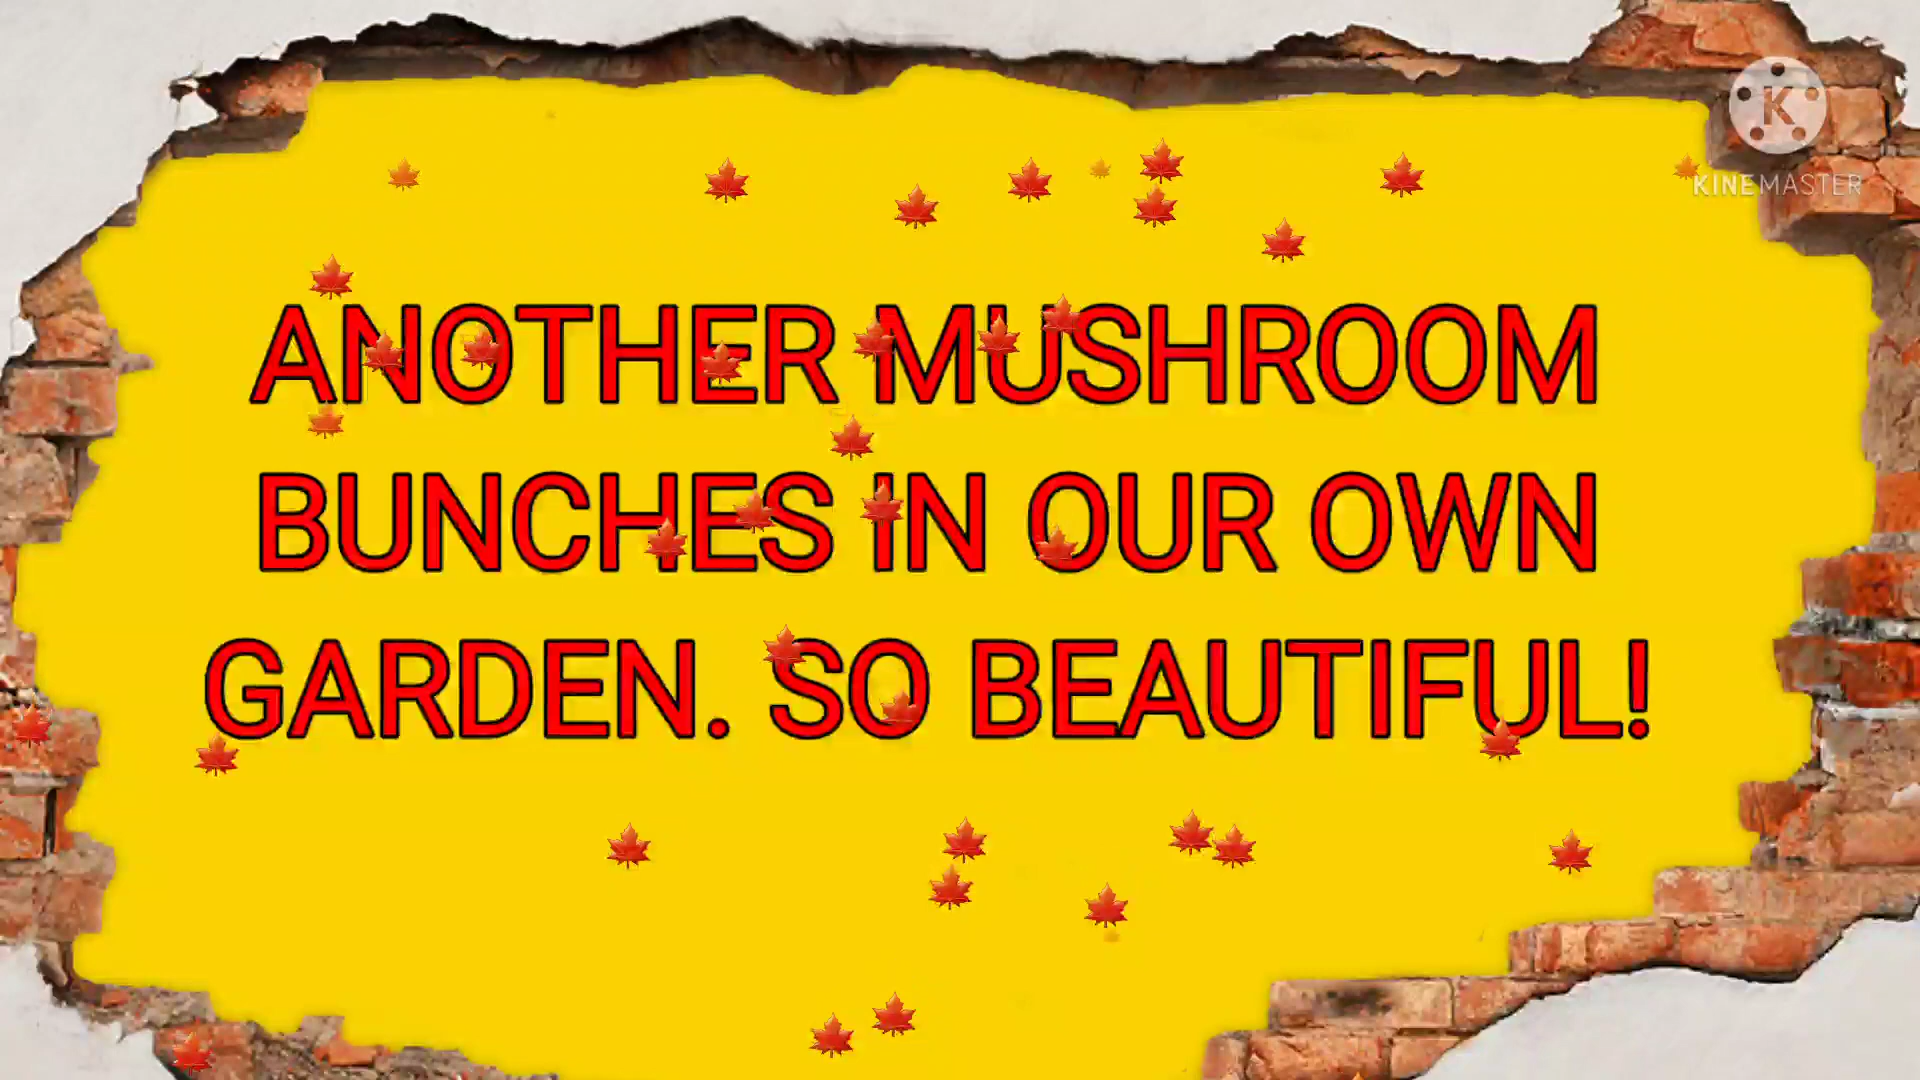 K
KINEMASTER
ANOTHER MUSHROOM
BUNCHES IN OUR OWN
GARDEN. SO BEAUTIFUL!